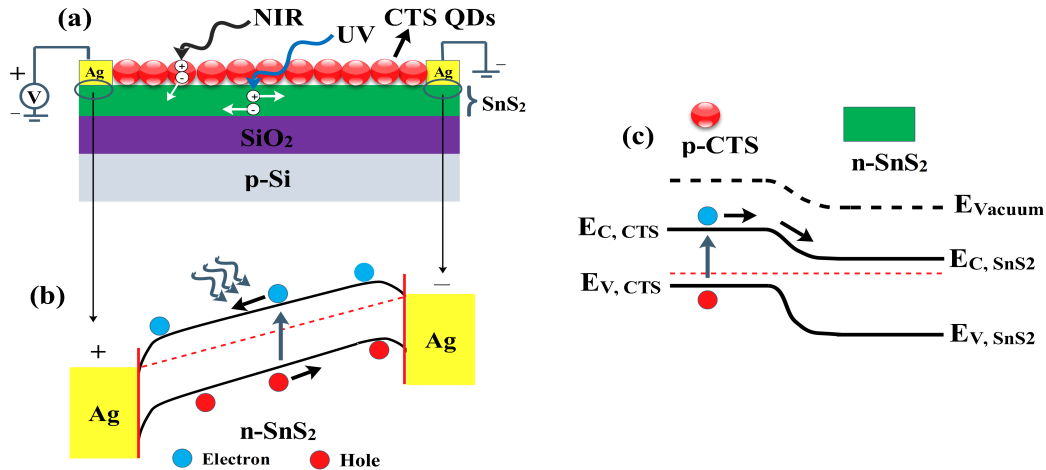 (a)
NIR
UV
CTS QDs
+
V
−
Ag
+
-
+
-
Ag
−
SnS₂
SiO₂
p-Si
(b)
+
Ag
−
Ag
n-SnS₂
Electron
Hole
(c)
p-CTS
n-SnS₂
E_Vacuum
E_C, CTS
E_C, SnS2
E_V, CTS
E_V, SnS2